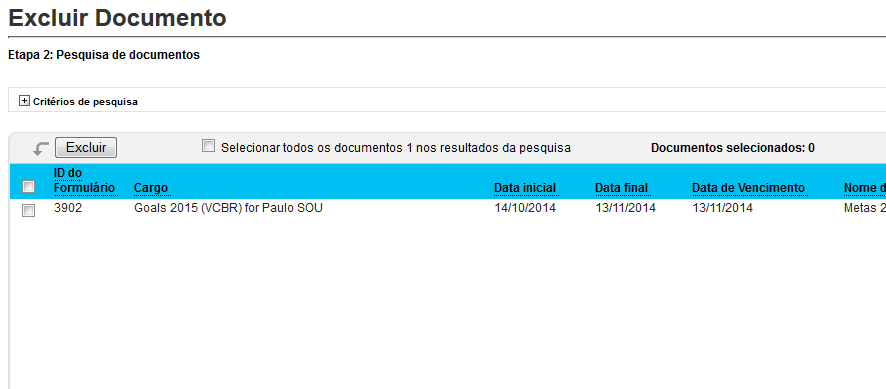 Excluir Documento
Etapa 2: Pesquisa de documentos
Critérios de pesquisa
Excluir Selecionar todos os documentos 1 nos resultados da pesquisa Documentos selecionados: 0
ID do
Formulário Cargo Data inicial Data final Data de Vencimento Nome d
3902 Goals 2015 (VCBR) for Paulo SOU 14/10/2014 13/11/2014 13/11/2014 Metas 2